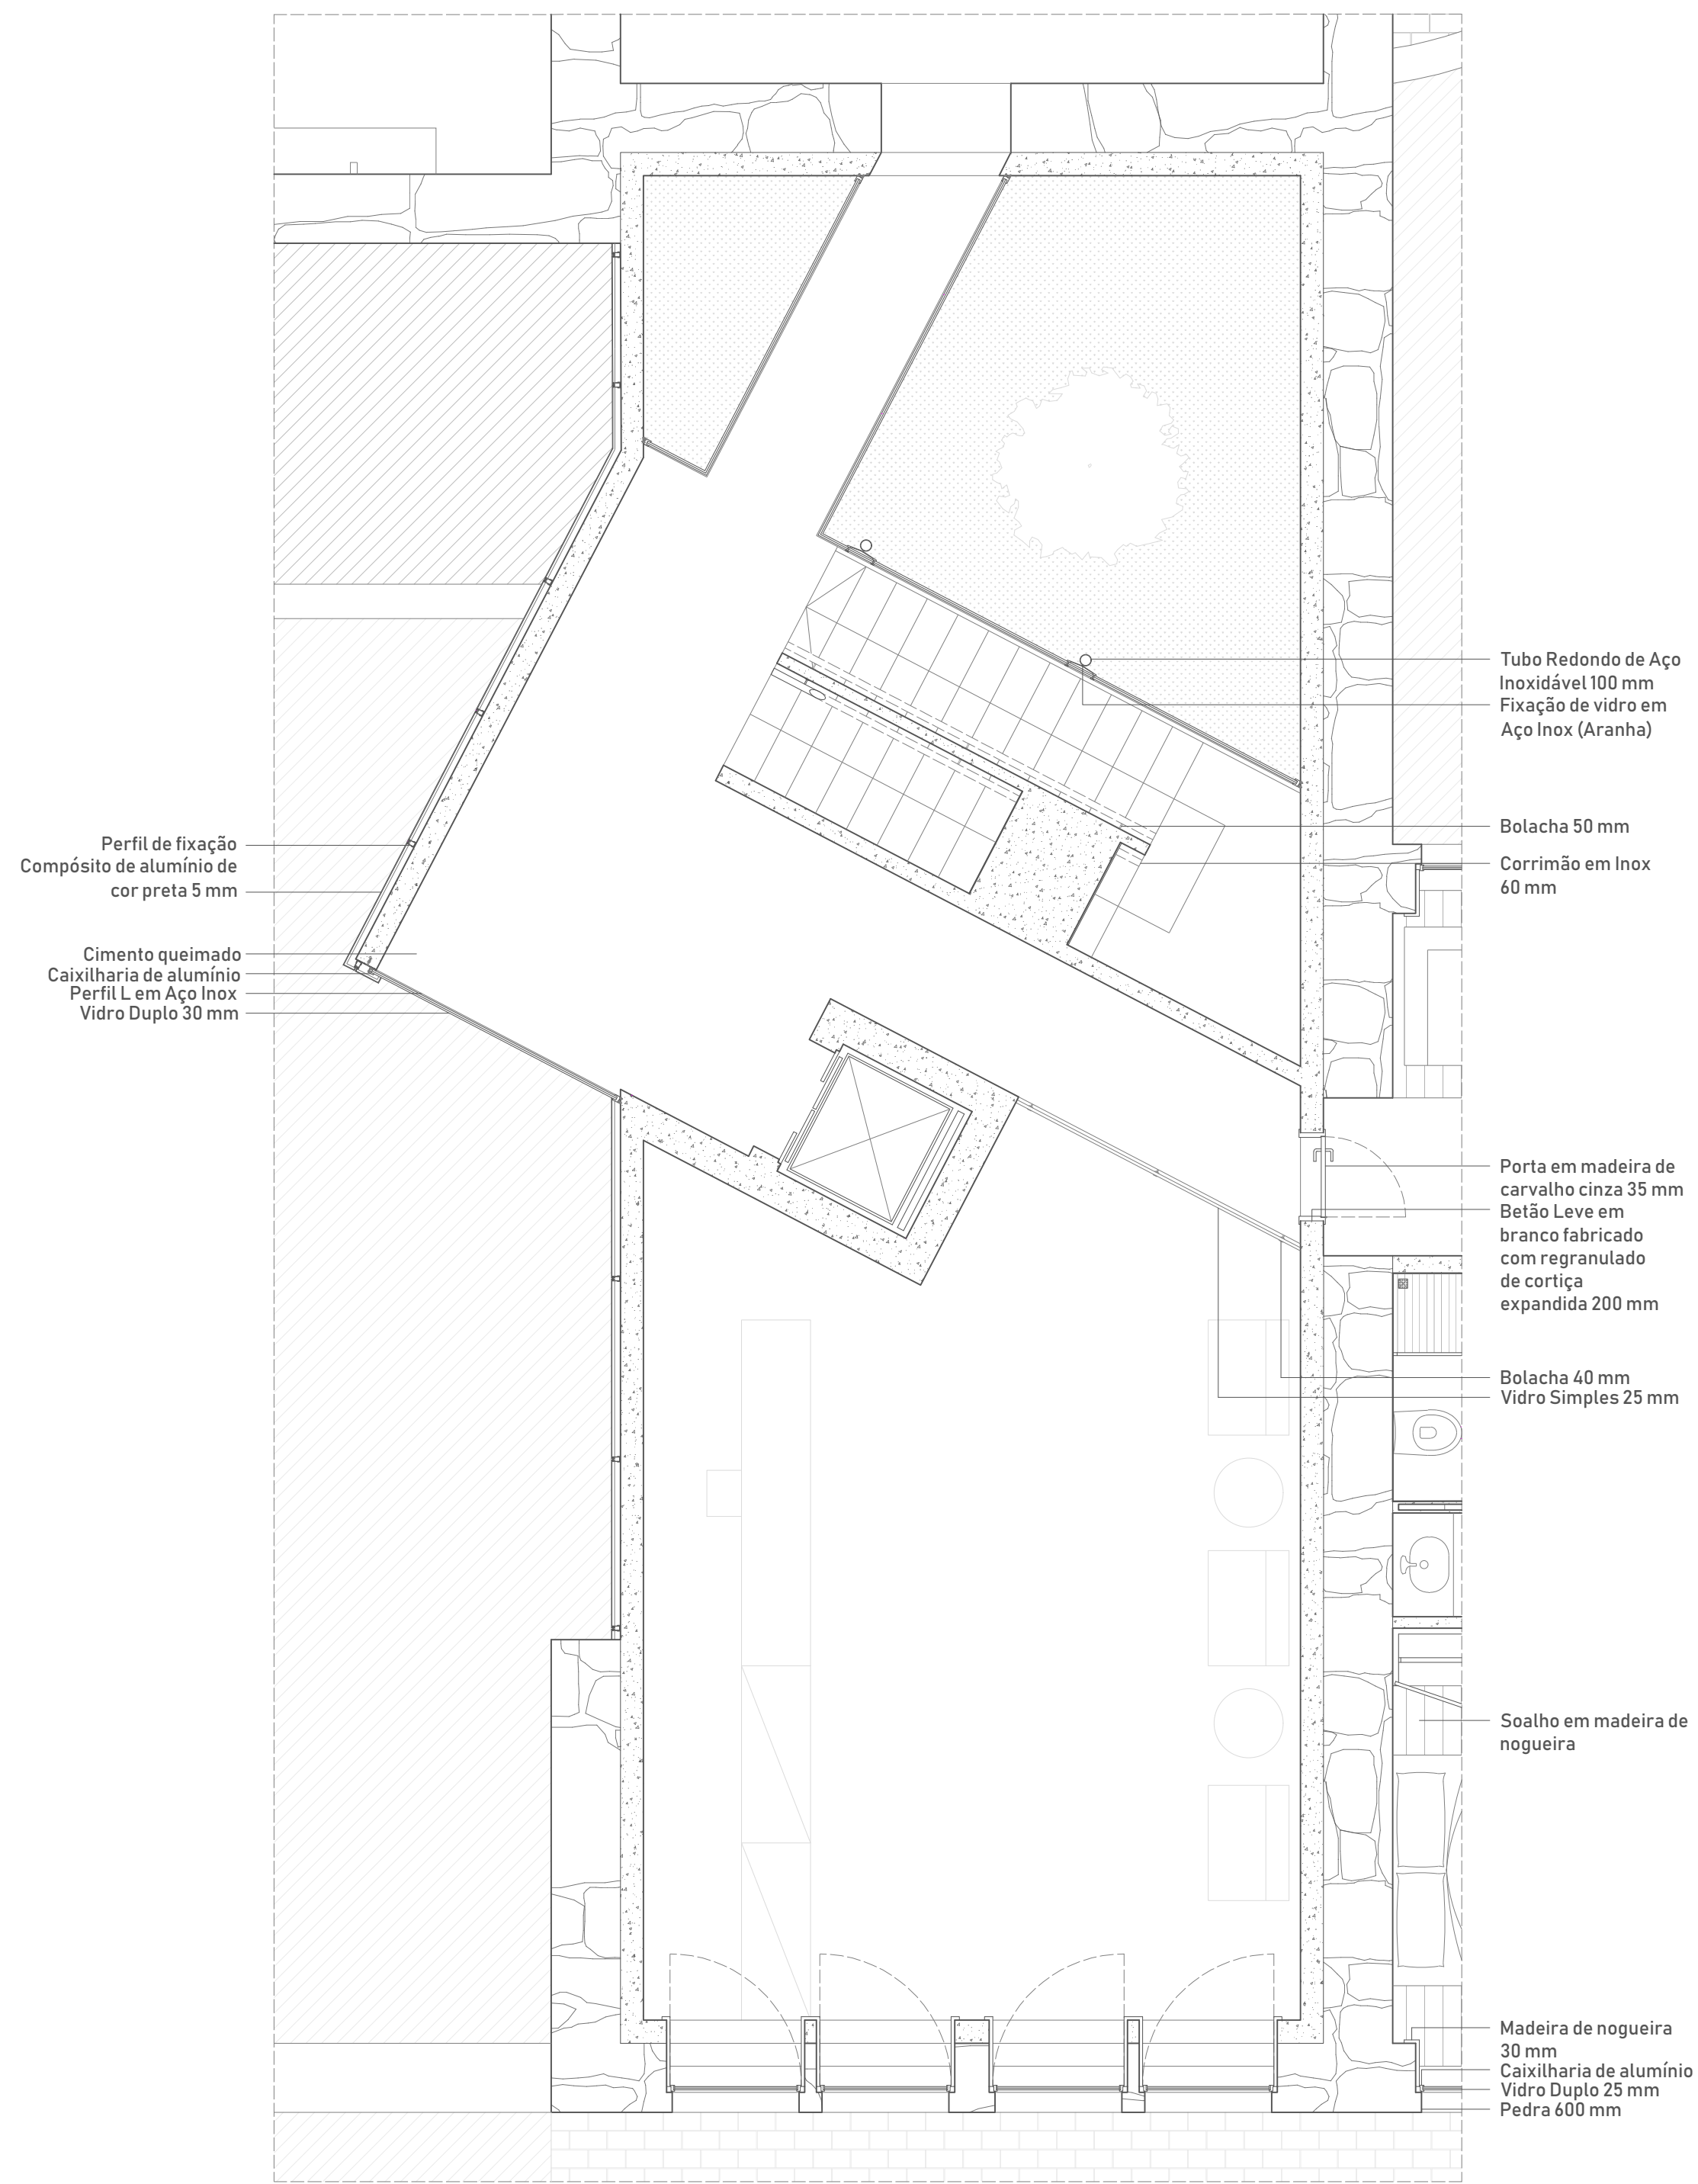 Perfil de fixação
Compósito de alumínio de
cor preta 5 mm
Cimento queimado
Caixilharia de alumínio
Perfil L em Aço Inox
Vidro Duplo 30 mm
Tubo Redondo de Aço
Inoxidável 100 mm
Fixação de vidro em
Aço Inox (Aranha)
Bolacha 50 mm
Corrimão em Inox
60 mm
Porta em madeira de
carvalho cinza 35 mm
Betão Leve em
branco fabricado
com regranulado
de cortiça
expandida 200 mm
Bolacha 40 mm
Vidro Simples 25 mm
Soalho em madeira de
nogueira
Madeira de nogueira
30 mm
Caixilharia de alumínio
Vidro Duplo 25 mm
Pedra 600 mm